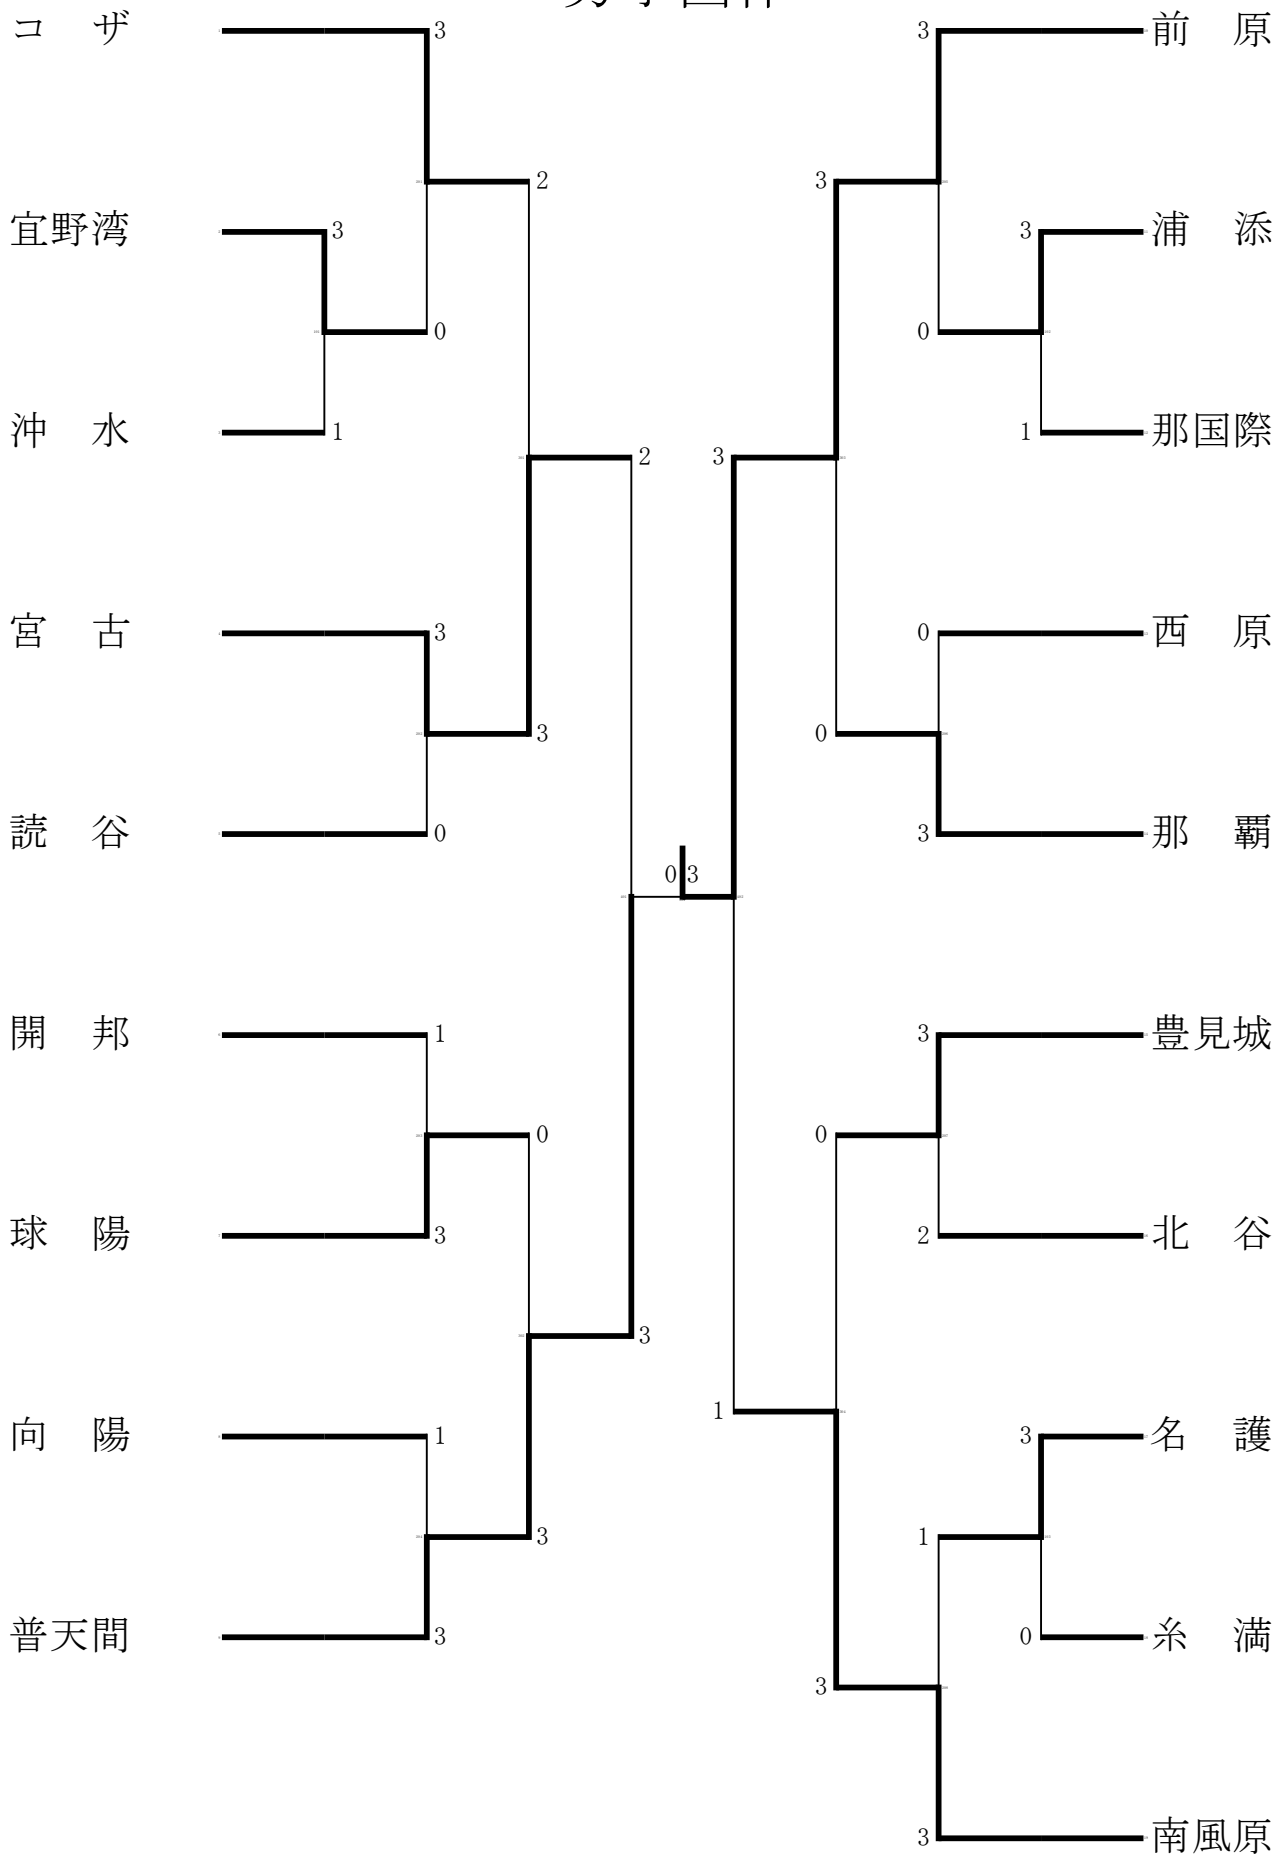 コ ザ 3 3 前 原
2 3
宜野湾 3 3 浦 添
0 0
沖 水 1 1 那国際
2 3
宮 古 3 0 西 原
3 0
読 谷 0 3 那 覇
0 3
開 邦 1 3 豊見城
0 0
球 陽 3 2 北 谷
3
1
向 陽 1 3 名 護
3 1
普天間 3 0 糸 満
3
3 南風原